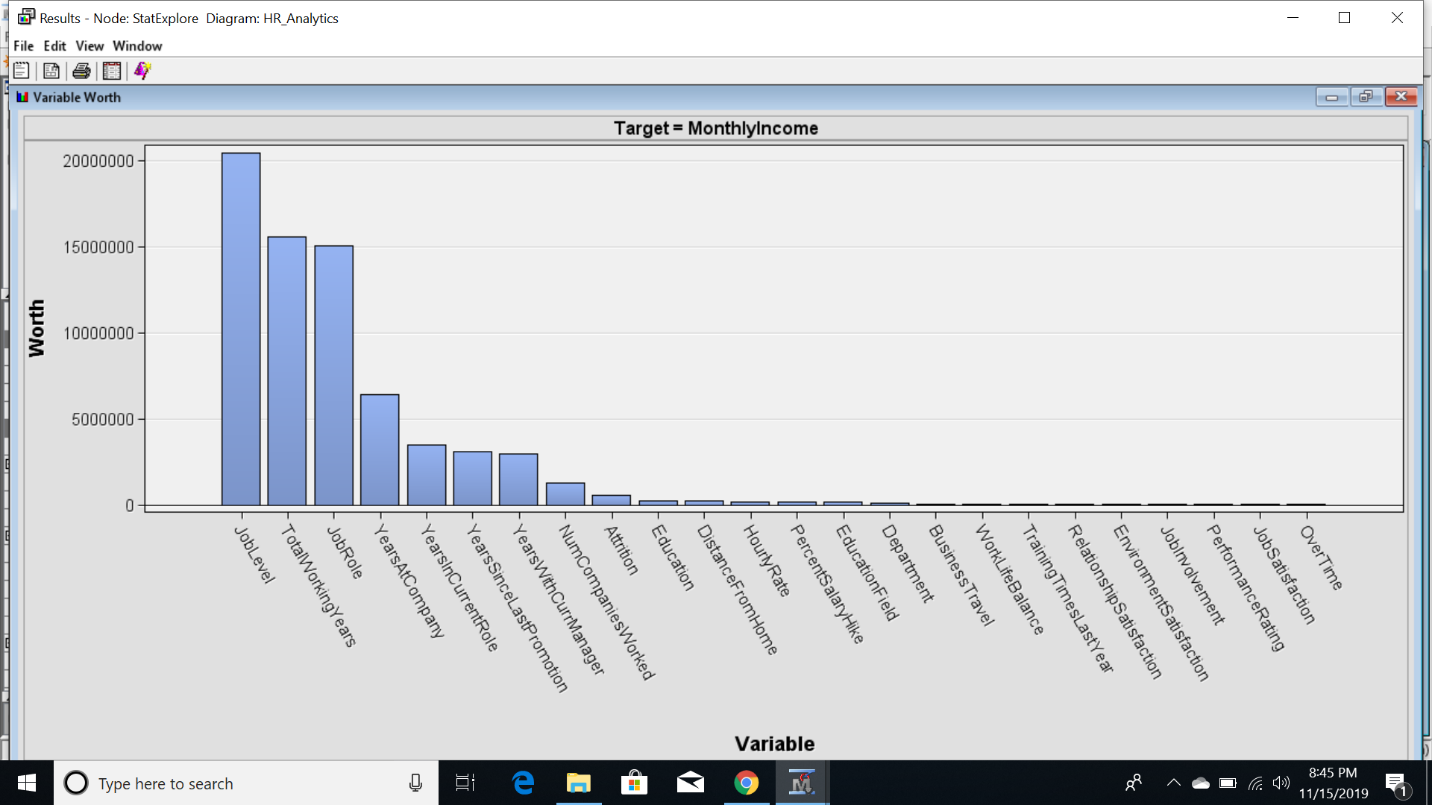 Results - Node: StatExplore Diagram: HR_Analytics
File Edit View Window
Variable Worth
Target = MonthlyIncome
20000000
15000000
10000000
5000000
0
Worth
JobLevel
TotalWorkingYears
JobRole
YearsAtCompany
YearsInCurrentRole
YearsSinceLastPromotion
YearsWithCurrManager
NumCompaniesWorked
Attrition
Education
DistanceFromHome
HourlyRate
PercentSalaryHike
EducationField
Department
BusinessTravel
WorkLifeBalance
TrainingTimesLastYear
RelationshipSatisfaction
EnvironmentSatisfaction
JobInvolvement
PerformanceRating
JobSatisfaction
OverTime
Variable
Type here to search
8:45 PM
11/15/2019
1